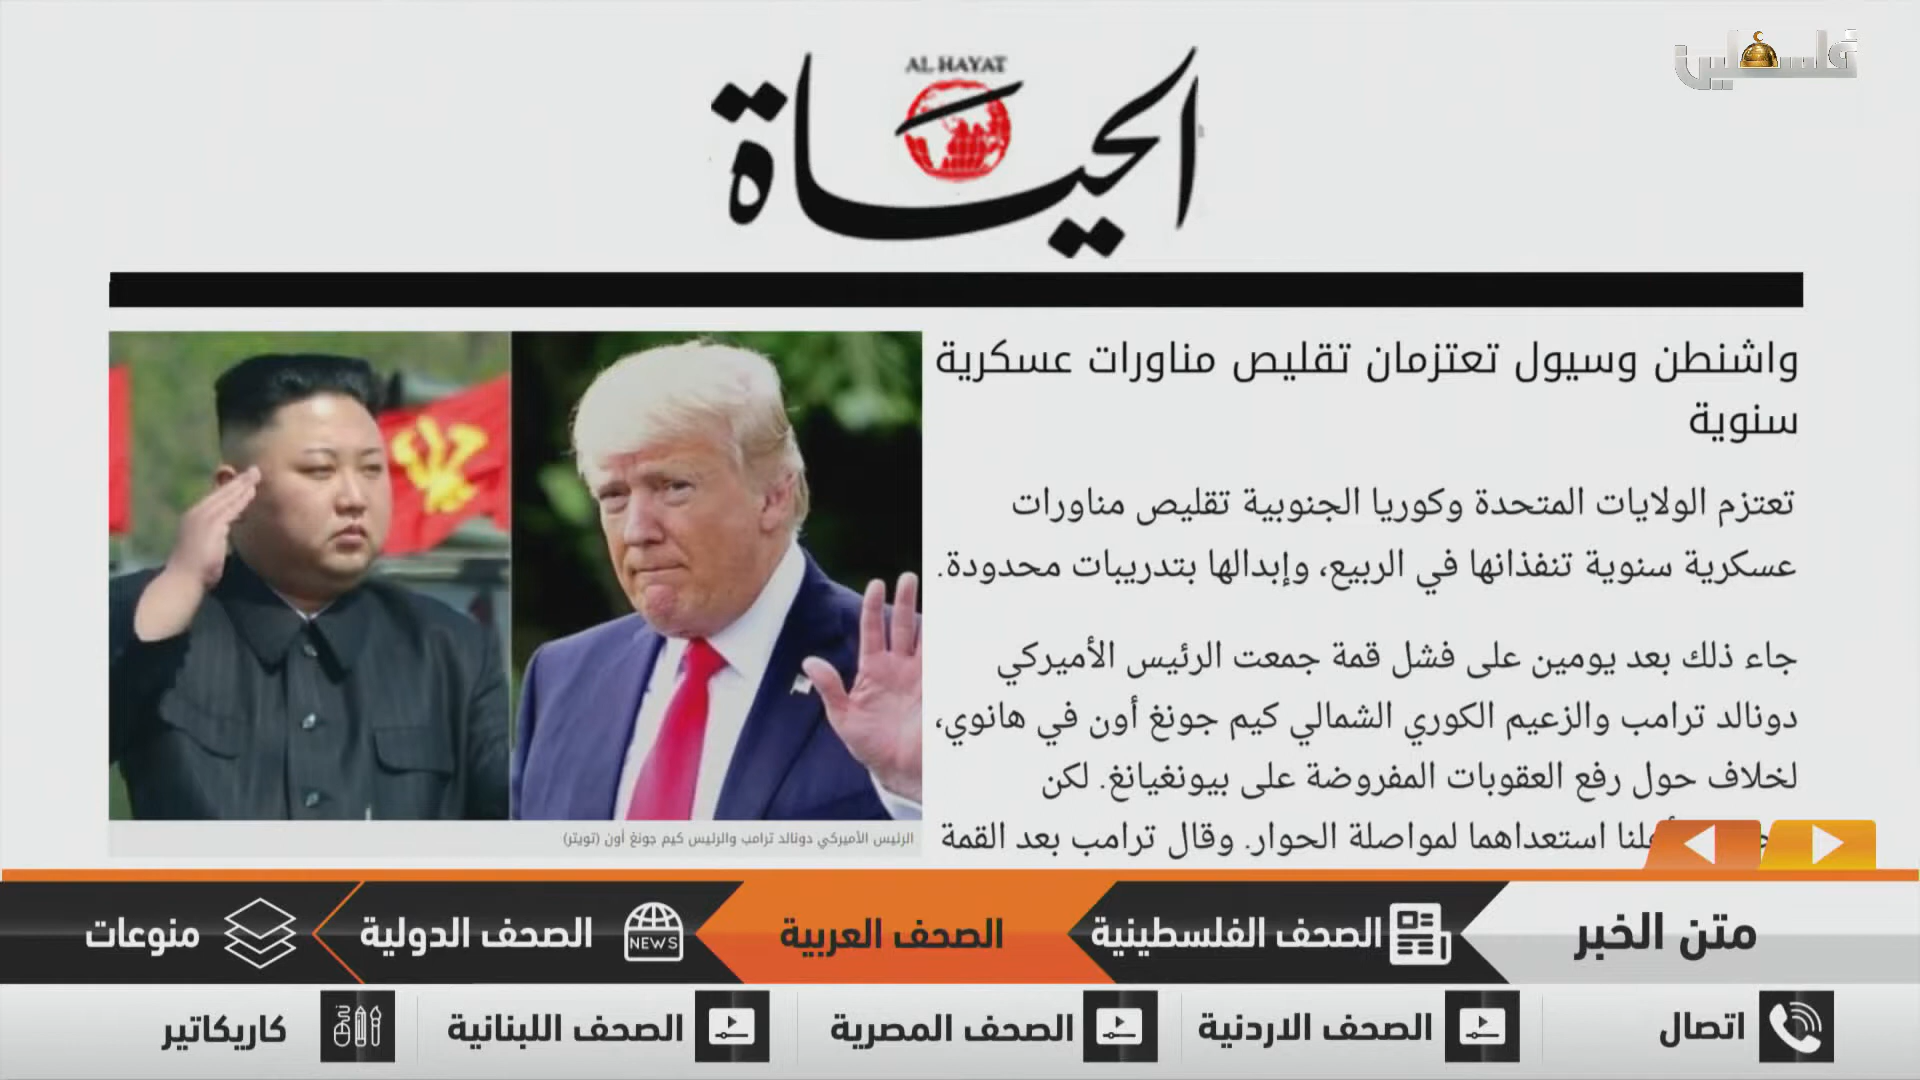 فلسطين
AL HAYAT
الحياة
واشنطن وسيول تعتزمان تقليص مناورات عسكرية
سنوية
تعتزم الولايات المتحدة وكوريا الجنوبية تقليص مناورات
عسكرية سنوية تنفذانها في الربيع، وإبدالها بتدريبات محدودة.
جاء ذلك بعد يومين على فشل قمة جمعت الرئيس الأميركي
دونالد ترامب والزعيم الكوري الشمالي كيم جونغ أون في هانوي،
لخلاف حول رفع العقوبات المفروضة على بيونغيانغ. لكن
استعداهما لمواصلة الحوار. وقال ترامب بعد القمة
الرئيس الأميركي دونالد ترامب والرئيس كيم جونغ أون (تويتر)
متن الخبر
الصحف الفلسطينية
الصحف العربية
NEWS
الصحف الدولية
منوعات
اتصال
الصحف الاردنية
الصحف المصرية
الصحف اللبنانية
كاريكاتير